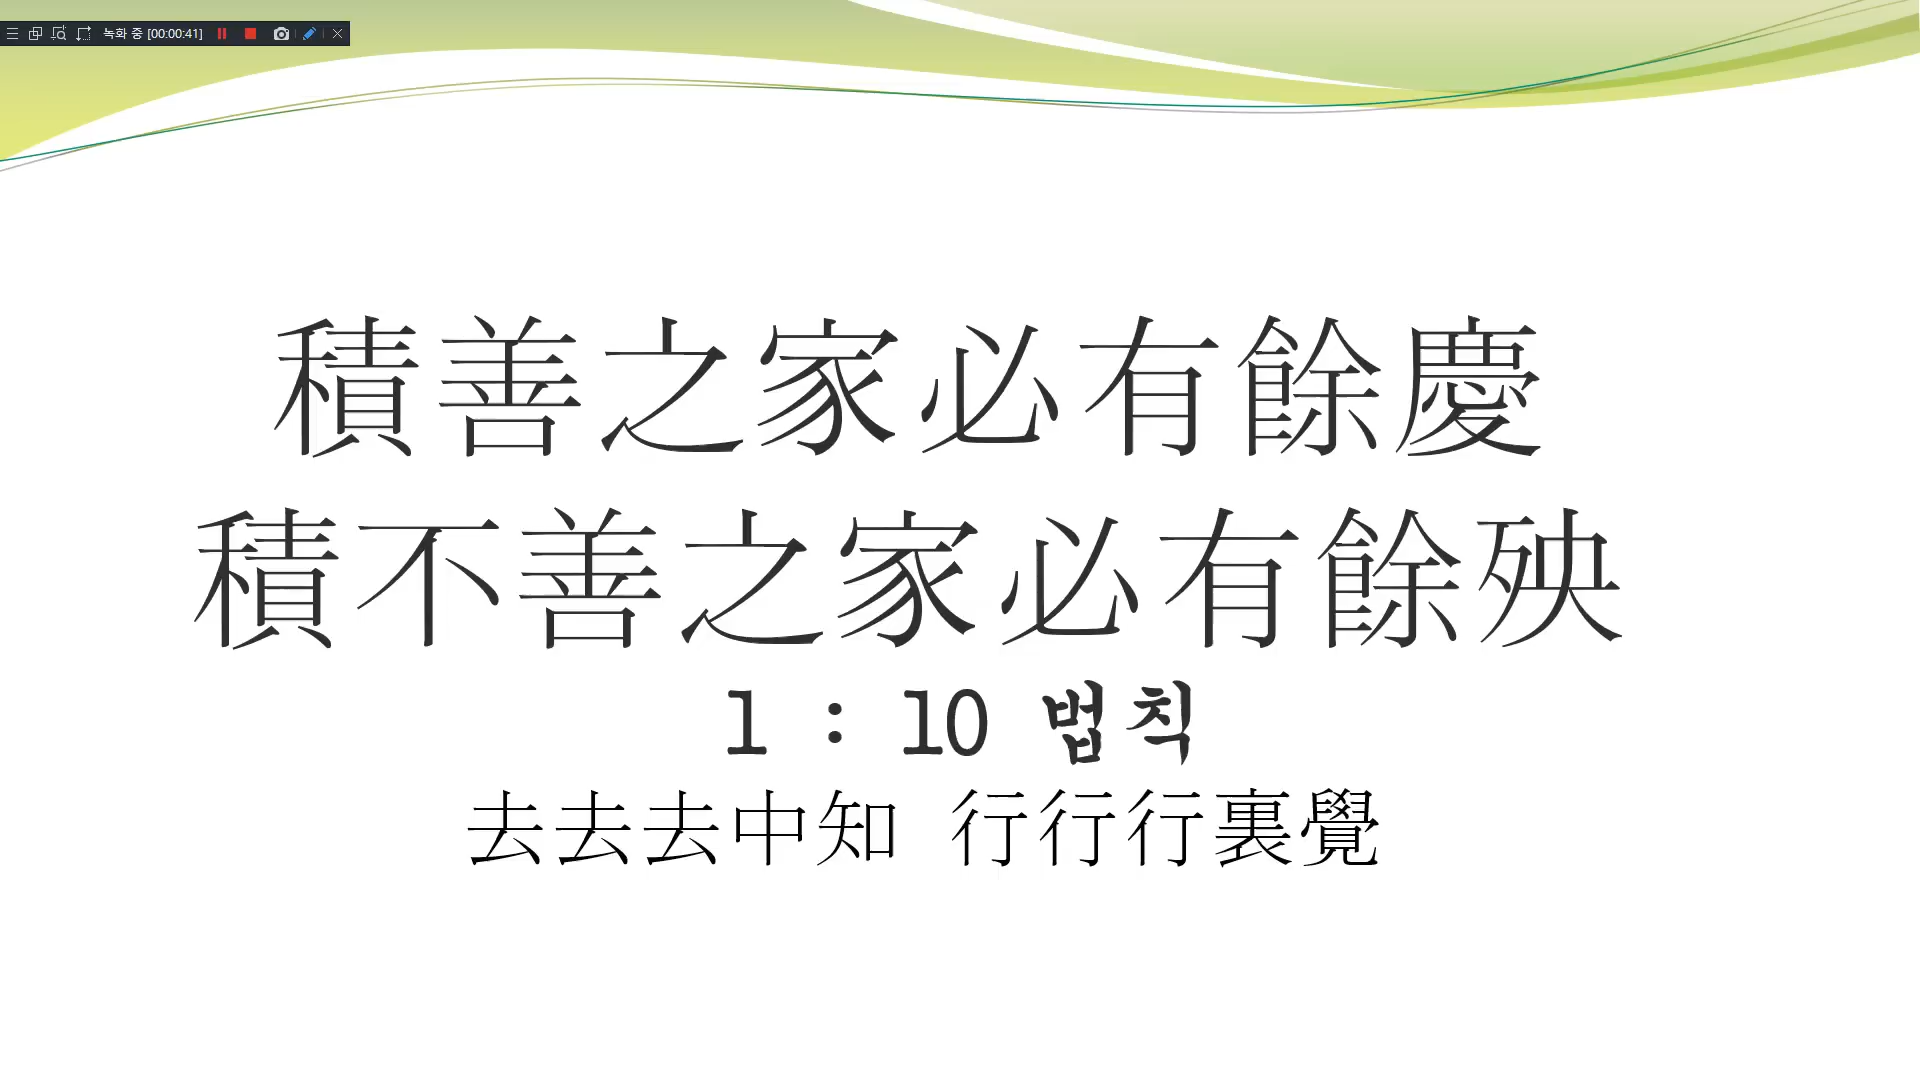 녹화 중 [00:00:41]
積善之家必有餘慶
積不善之家必有餘殃
1 : 10 법칙
去去去中知 行行行裏覺